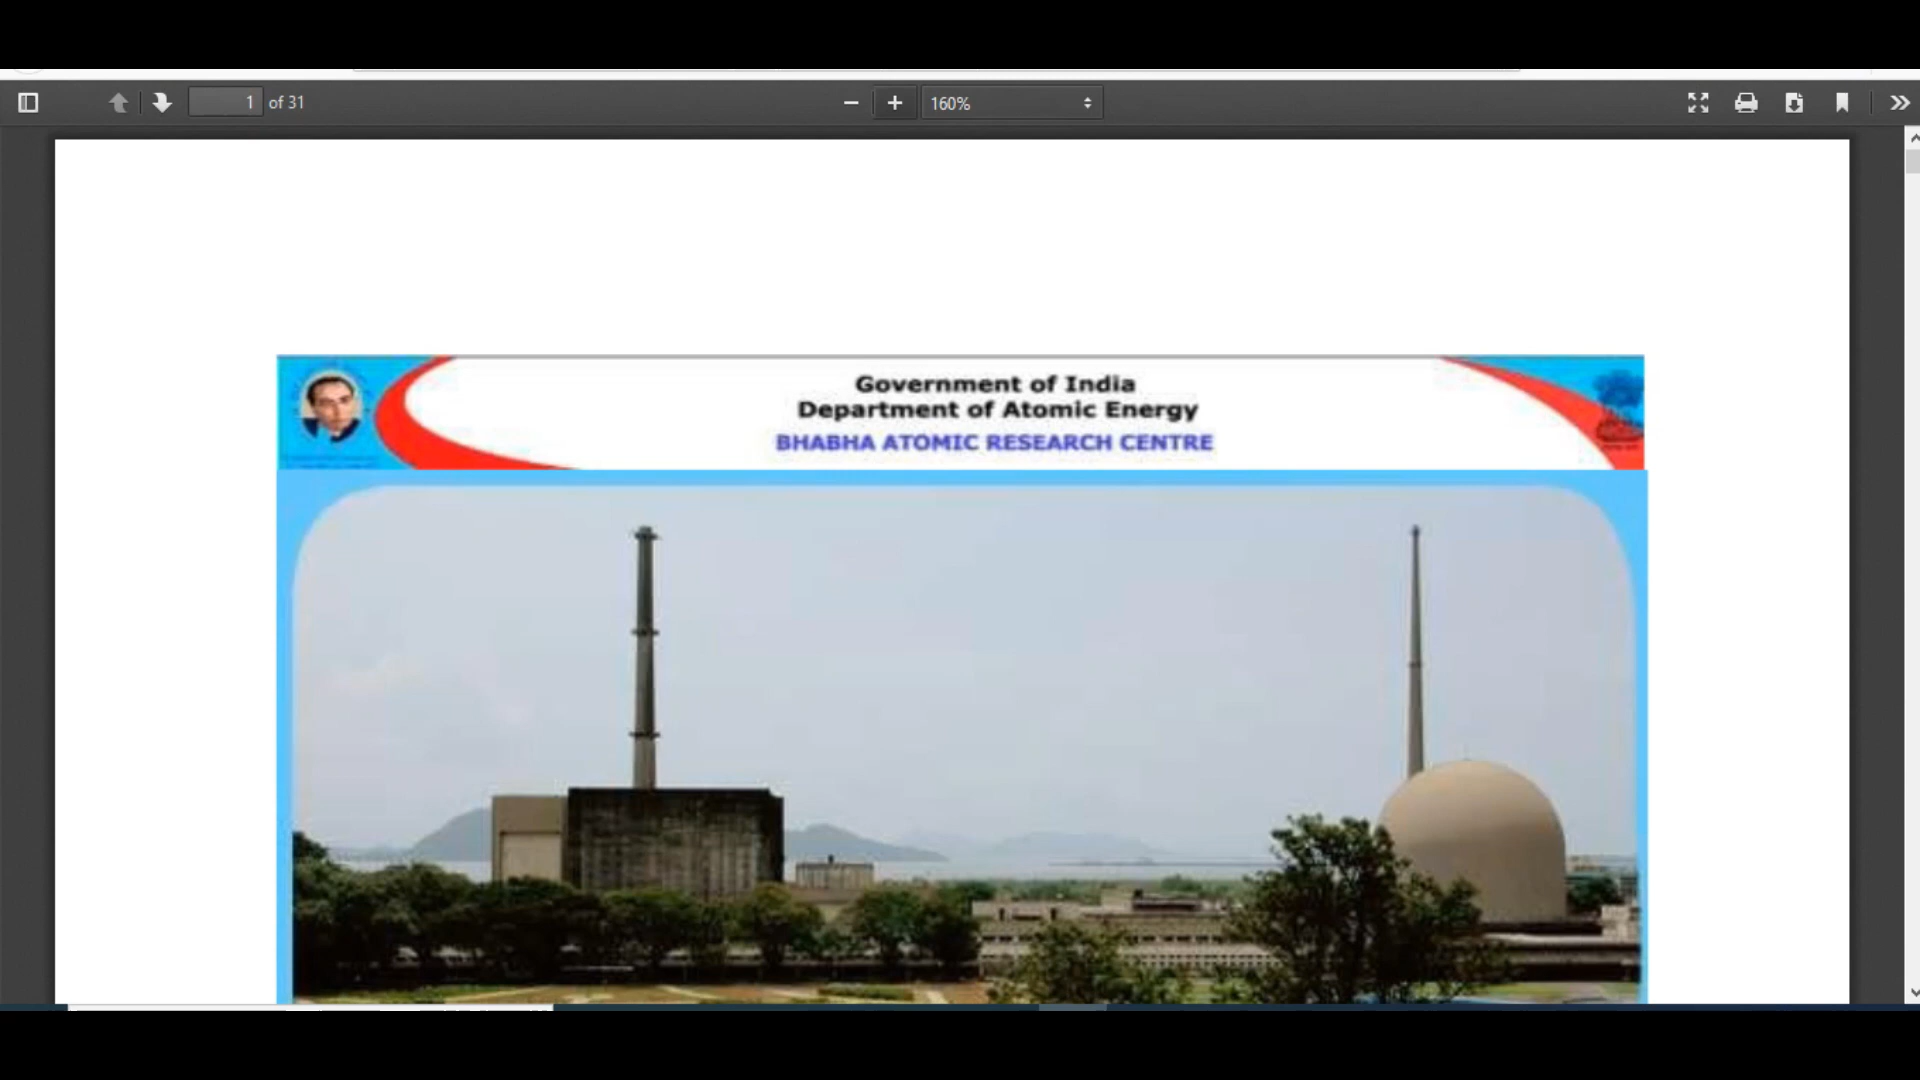 1 of 31
160%
Government of India
Department of Atomic Energy
BHABHA ATOMIC RESEARCH CENTRE